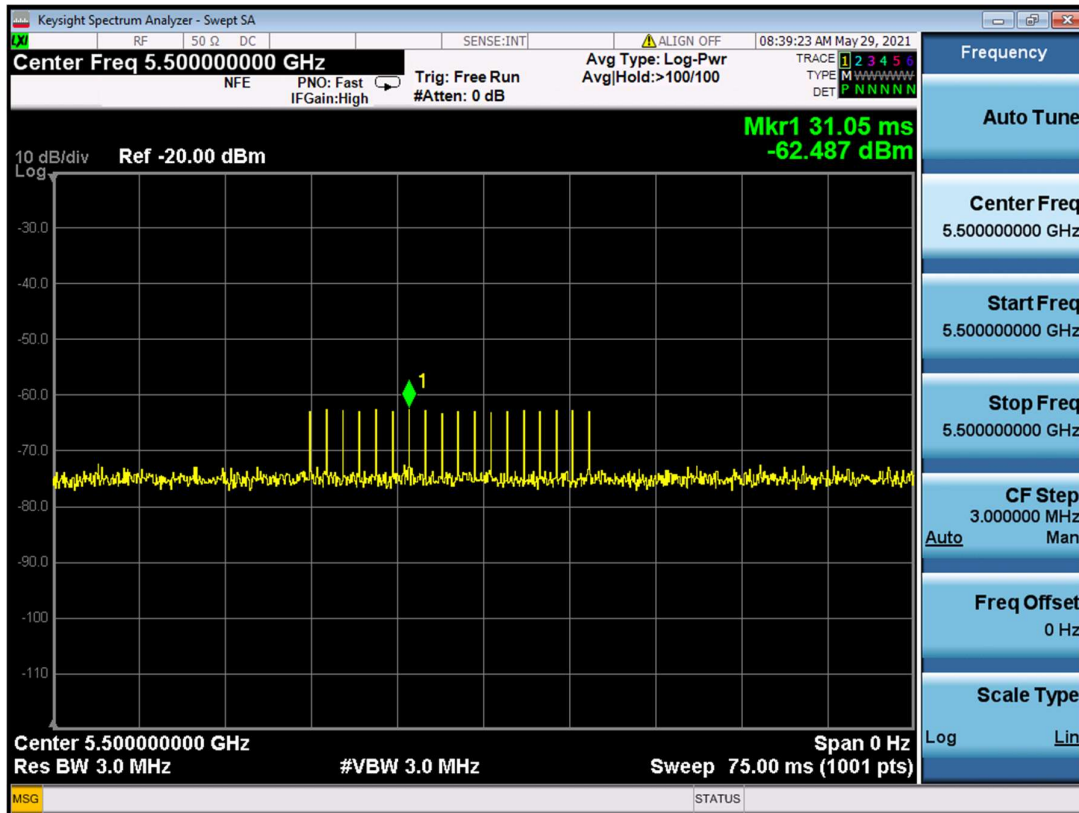 Keysight Spectrum Analyzer - Swept SA
LXI
RF 50 Ω DC SENSE:INT ALIGN OFF 08:39:23 AM May 29, 2021
Center Freq 5.500000000 GHz
NFE
PNO: Fast
IFGain:High
Trig: Free Run
#Atten: 0 dB
Avg Type: Log-Pwr
Avg|Hold:>100/100
TRACE 1 2 3 4 5 6
TYPE M WWWWW
DET P N N N N N
Mkr1 31.05 ms
-62.487 dBm
10 dB/div Ref -20.00 dBm
Log
-30.0
-40.0
-50.0
-60.0
-70.0
-80.0
-90.0
-100
-110
1
Center 5.500000000 GHz Span 0 Hz
Res BW 3.0 MHz #VBW 3.0 MHz Sweep 75.00 ms (1001 pts)
MSG STATUS
Frequency
Auto Tune
Center Freq
5.500000000 GHz
Start Freq
5.500000000 GHz
Stop Freq
5.500000000 GHz
CF Step
3.000000 MHz
Auto Man
Freq Offset
0 Hz
Scale Type
Log Lin